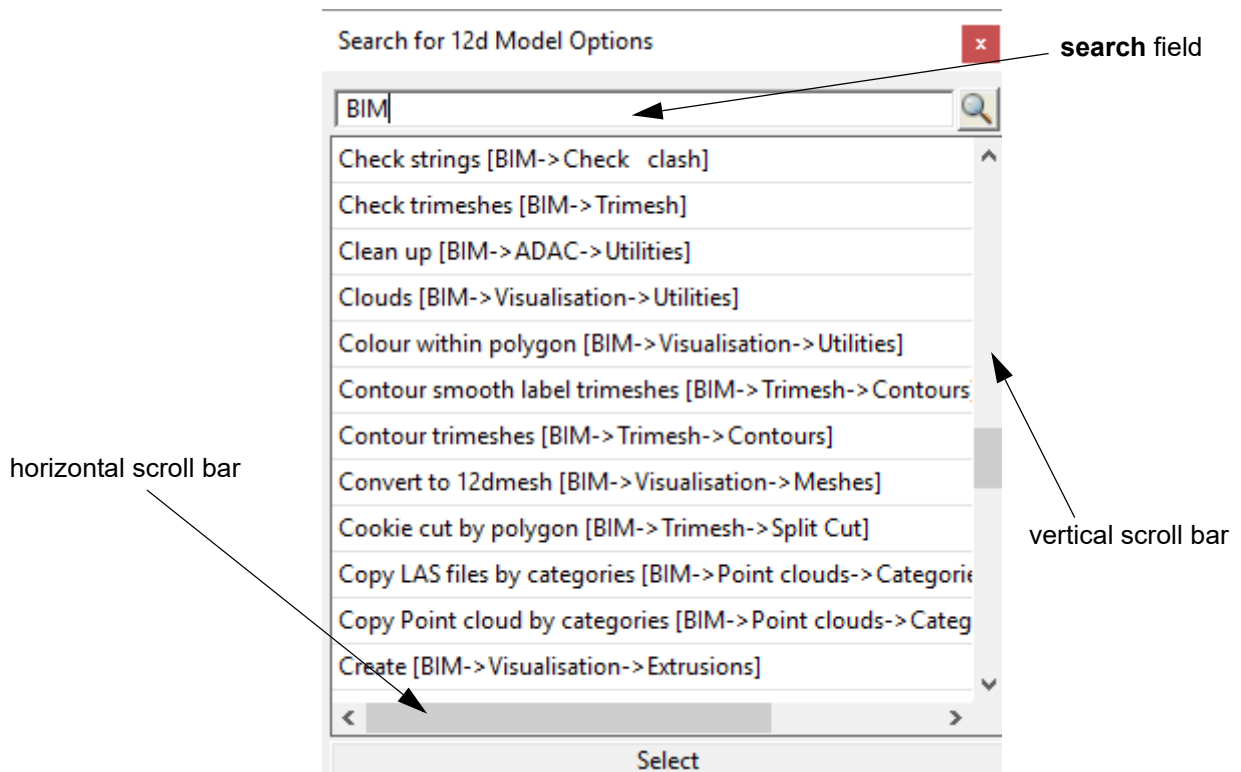 Search for 12d Model Options
x
search field
BIM
Check strings [BIM->Check   clash]
Check trimeshes [BIM->Trimesh]
Clean up [BIM->ADAC->Utilities]
Clouds [BIM->Visualisation->Utilities]
Colour within polygon [BIM->Visualisation->Utilities]
Contour smooth label trimeshes [BIM->Trimesh->Contours]
Contour trimeshes [BIM->Trimesh->Contours]
horizontal scroll bar
Convert to 12dmesh [BIM->Visualisation->Meshes]
Cookie cut by polygon [BIM->Trimesh->Split Cut]
vertical scroll bar
Copy LAS files by categories [BIM->Point clouds->Categorie
Copy Point cloud by categories [BIM->Point clouds->Categ
Create [BIM->Visualisation->Extrusions]
Select